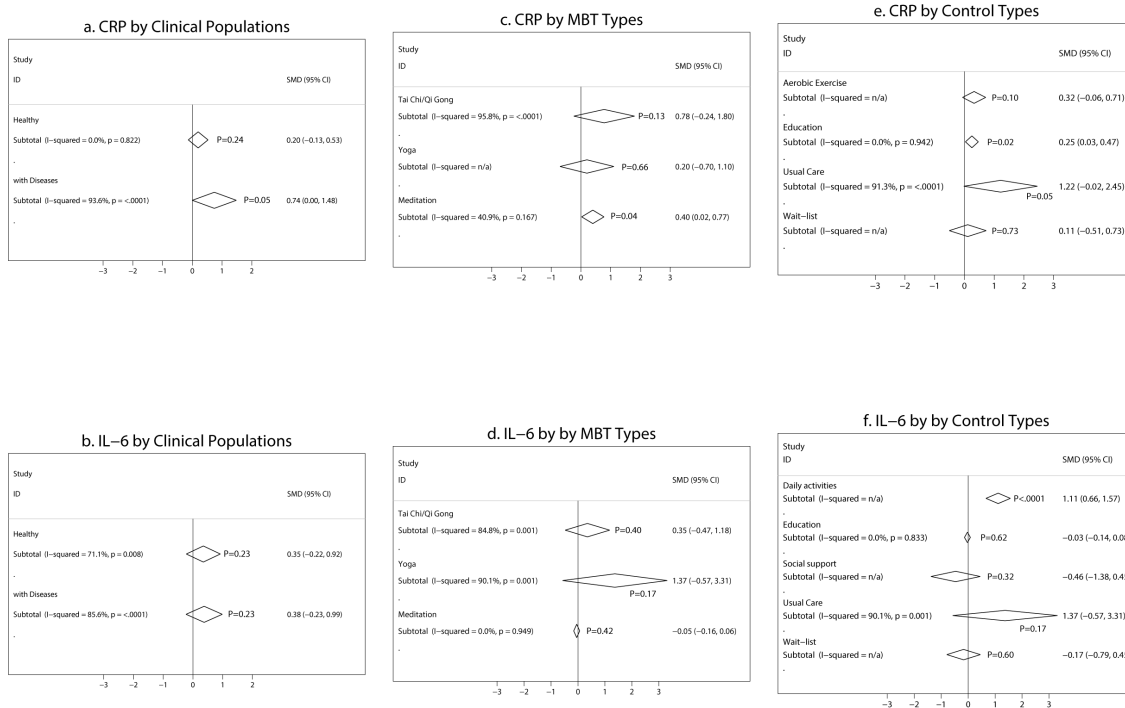 a. CRP by Clinical Populations
Study
ID
SMD (95% CI)
Healthy
Subtotal (I−squared = 0.0%, p = 0.822)
P=0.24
0.20 (−0.13, 0.53)
.
with Diseases
Subtotal (I−squared = 93.6%, p = <.0001)
P=0.05
0.74 (0.00, 1.48)
.
−3 −2 −1 0 1 2
c. CRP by MBT Types
Study
ID
SMD (95% CI)
Tai Chi/Qi Gong
Subtotal (I−squared = 95.8%, p = <.0001)
P=0.13
0.78 (−0.24, 1.80)
.
Yoga
Subtotal (I−squared = n/a)
P=0.66
0.20 (−0.70, 1.10)
.
Meditation
Subtotal (I−squared = 40.9%, p = 0.167)
P=0.04
0.40 (0.02, 0.77)
.
−3 −2 −1 0 1 2 3
e. CRP by Control Types
Study
ID
SMD (95% CI)
Aerobic Exercise
Subtotal (I−squared = n/a)
P=0.10
0.32 (−0.06, 0.71)
.
Education
Subtotal (I−squared = 0.0%, p = 0.942)
P=0.02
0.25 (0.03, 0.47)
.
Usual Care
Subtotal (I−squared = 91.3%, p = <.0001)
1.22 (−0.02, 2.45)
P=0.05
.
Wait−list
Subtotal (I−squared = n/a)
P=0.73
0.11 (−0.51, 0.73)
.
−3 −2 −1 0 1 2 3
b. IL−6 by Clinical Populations
Study
ID
SMD (95% CI)
Healthy
Subtotal (I−squared = 71.1%, p = 0.008)
P=0.23
0.35 (−0.22, 0.92)
.
with Diseases
Subtotal (I−squared = 85.6%, p = <.0001)
P=0.23
0.38 (−0.23, 0.99)
.
−3 −2 −1 0 1 2
d. IL−6 by by MBT Types
Study
ID
SMD (95% CI)
Tai Chi/Qi Gong
Subtotal (I−squared = 84.8%, p = 0.001)
P=0.40
0.35 (−0.47, 1.18)
.
Yoga
Subtotal (I−squared = 90.1%, p = 0.001)
1.37 (−0.57, 3.31)
P=0.17
.
Meditation
Subtotal (I−squared = 0.0%, p = 0.949)
P=0.42
−0.05 (−0.16, 0.06)
.
−3 −2 −1 0 1 2 3
f. IL−6 by by Control Types
Study
ID
SMD (95% CI)
Daily activities
Subtotal (I−squared = n/a)
P<.0001
1.11 (0.66, 1.57)
.
Education
Subtotal (I−squared = 0.0%, p = 0.833)
P=0.62
−0.03 (−0.14,
.
Social support
Subtotal (I−squared = n/a)
P=0.32
−0.46 (−1.38,
.
Usual Care
Subtotal (I−squared = 90.1%, p = 0.001)
1.37 (−0.57, 3.31)
P=0.17
.
Wait−list
Subtotal (I−squared = n/a)
P=0.60
−0.17 (−0.79,
.
−3 −2 −1 0 1 2 3